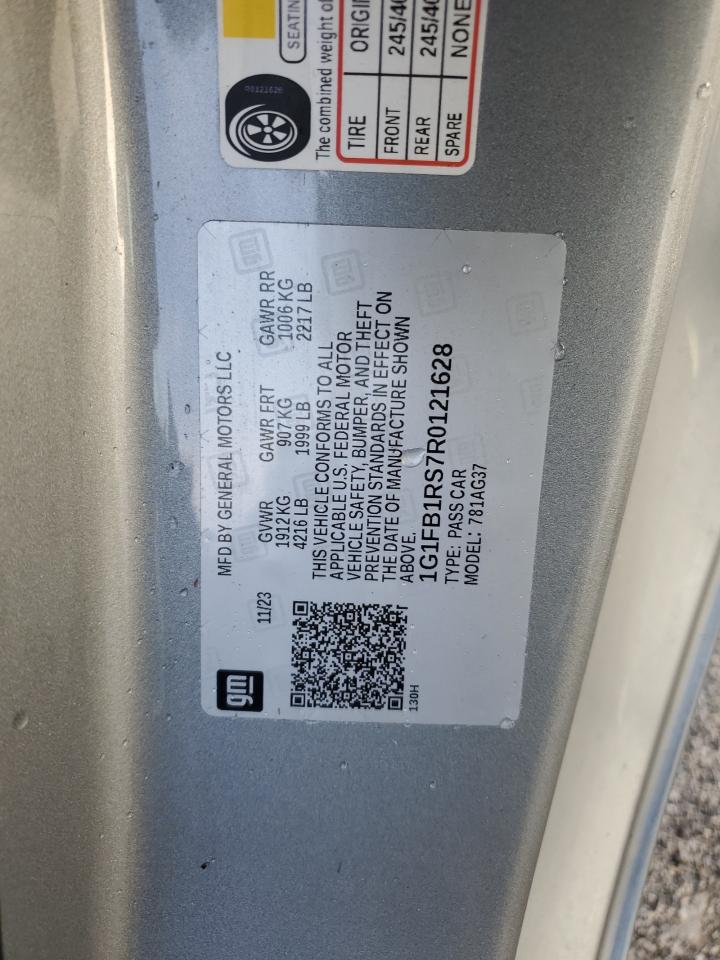 SEATIN
The combined weight of
TIRE ORIGI
FRONT 245/40
REAR 245/40
SPARE NONE
R0121628
MFD BY GENERAL MOTORS LLC
11/23
GVWR GAWR FRT GAWR RR
1912 KG 907 KG 1006 KG
4216 LB 1999 LB 2217 LB
THIS VEHICLE CONFORMS TO ALL
APPLICABLE U.S. FEDERAL MOTOR
VEHICLE SAFETY, BUMPER, AND THEFT
PREVENTION STANDARDS IN EFFECT ON
THE DATE OF MANUFACTURE SHOWN
ABOVE.
1G1FB1RS7R0121628
TYPE: PASS CAR
MODEL: 781AG37
gm
130H